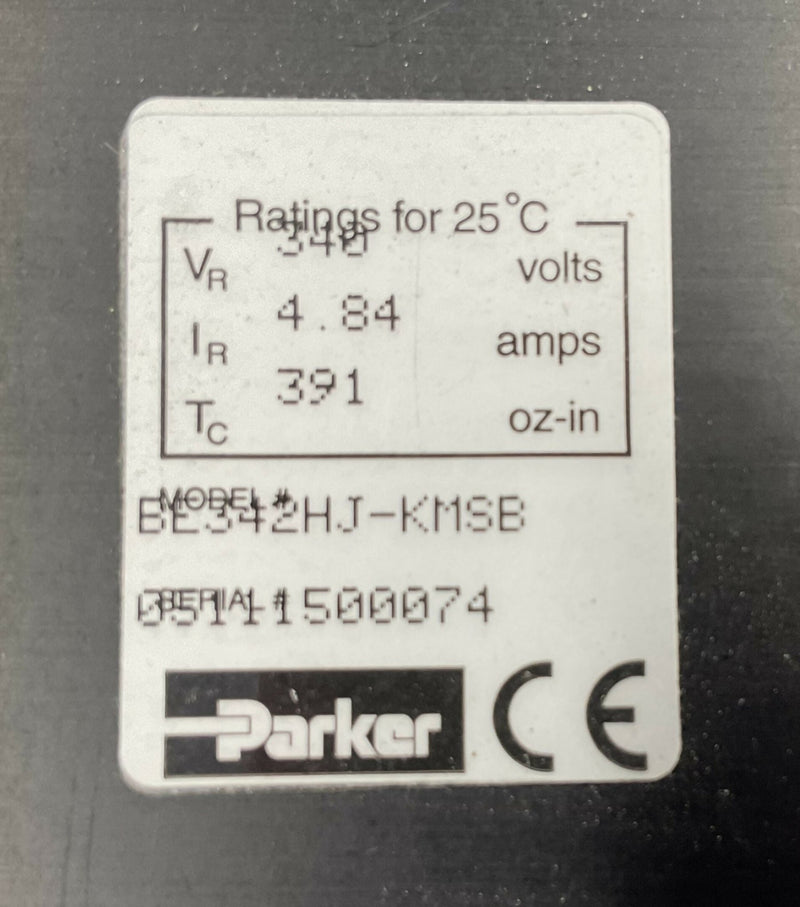 Ratings for 25°C
VR 340 volts
IR 4.84 amps
TC 391 oz-in
MODEL #
BE342HJ-KMSB
SERIAL #
05111500074
Parker CE